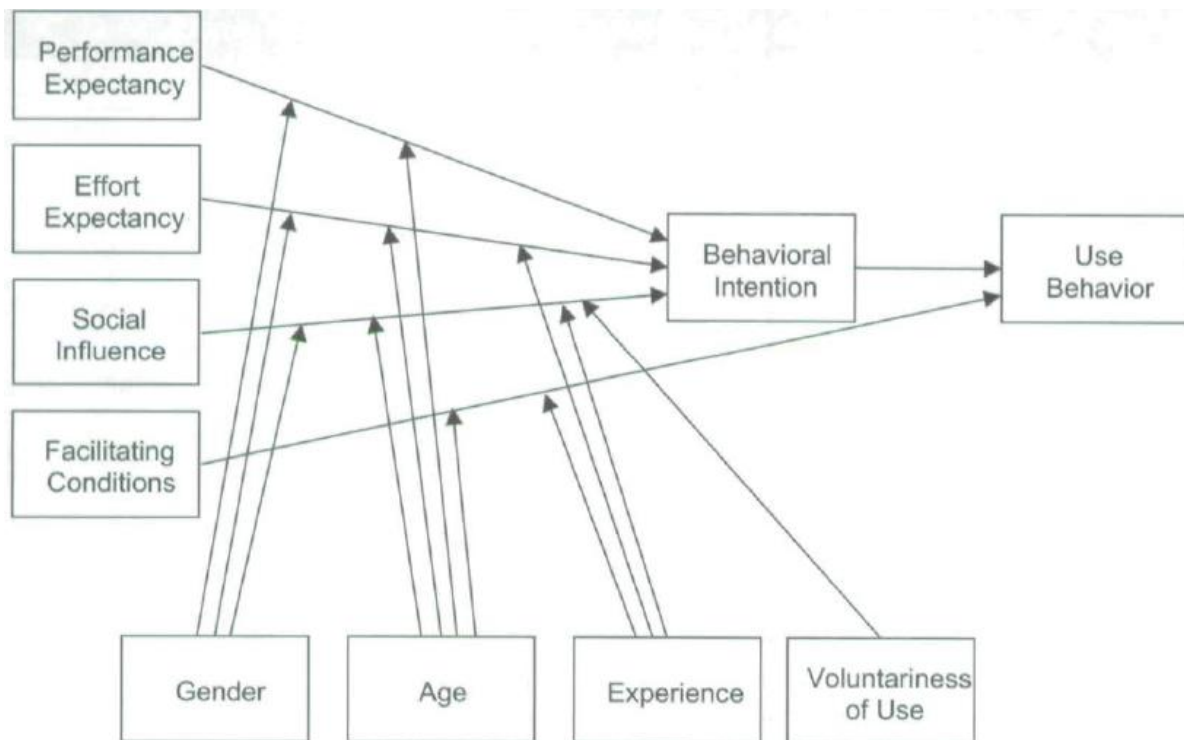 Performance
Expectancy
Effort
Expectancy
Social
Influence
Facilitating
Conditions
Behavioral
Intention
Use
Behavior
Gender
Age
Experience
Voluntariness
of Use